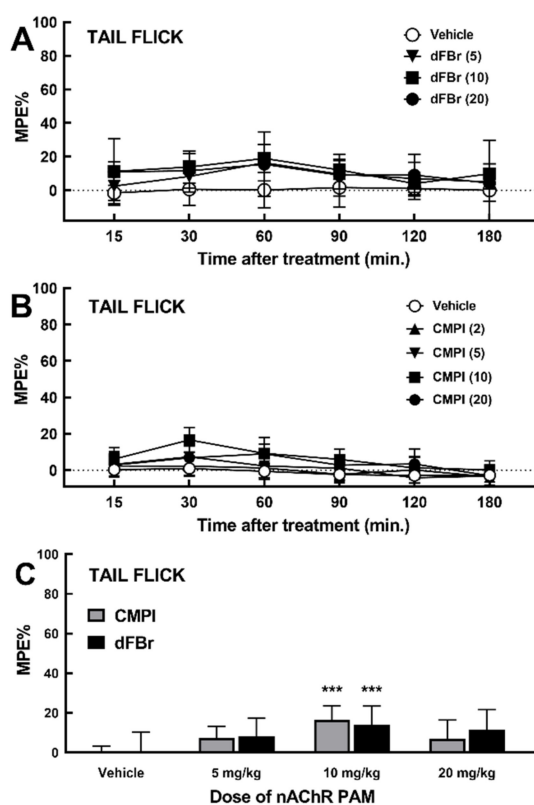 A
TAIL FLICK
Vehicle
dFBr (5)
dFBr (10)
dFBr (20)
MPE%
100
80
60
40
20
0
15 30 60 90 120 180
Time after treatment (min.)
B
TAIL FLICK
Vehicle
CMPI (2)
CMPI (5)
CMPI (10)
CMPI (20)
MPE%
100
80
60
40
20
0
15 30 60 90 120 180
Time after treatment (min.)
C
TAIL FLICK
CMPI
dFBr
MPE%
100
80
60
40
20
0
*** ***
Vehicle 5 mg/kg 10 mg/kg 20 mg/kg
Dose of nAChR PAM